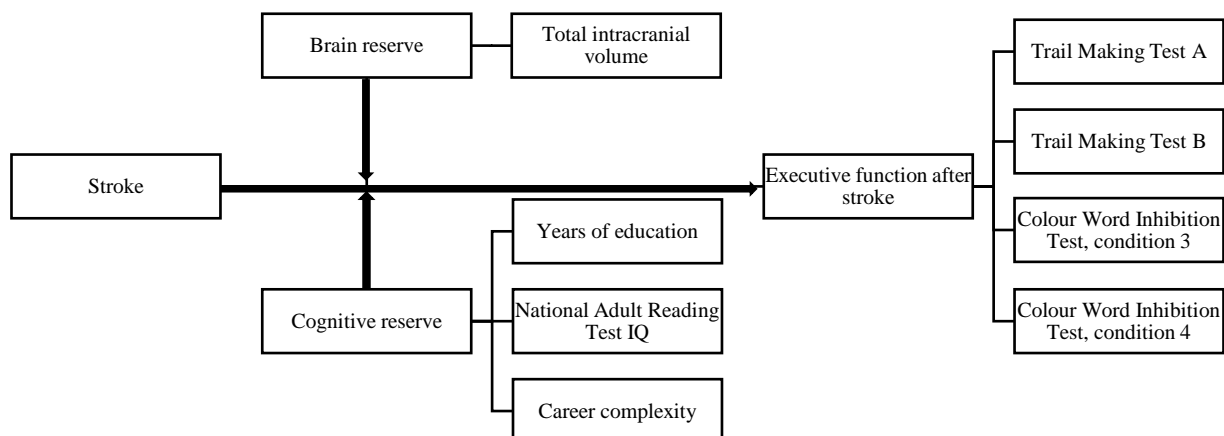 Brain reserve
Total intracranial
volume
Trail Making Test A
Trail Making Test B
Stroke
Executive function after
stroke
Years of education
Colour Word Inhibition
Test, condition 3
Cognitive reserve
National Adult Reading
Test IQ
Colour Word Inhibition
Test, condition 4
Career complexity